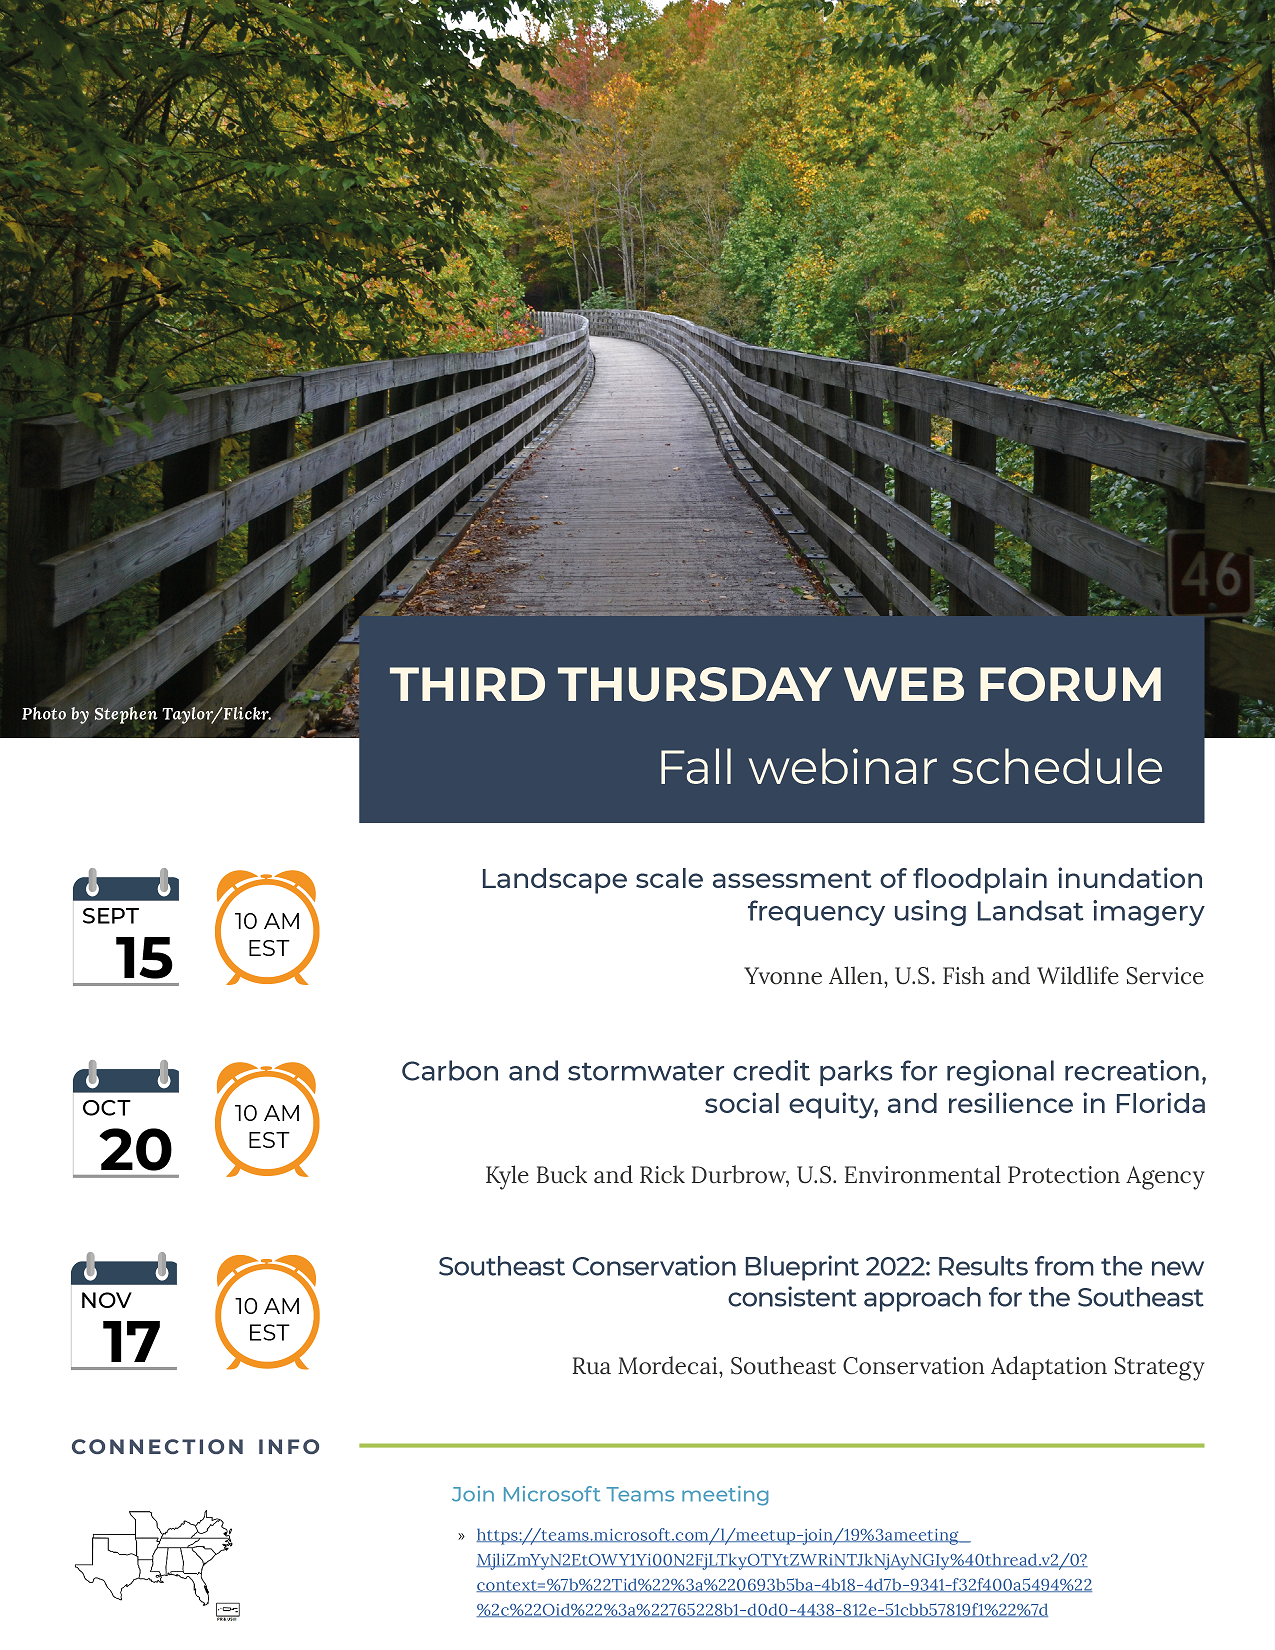 46
Photo by Stephen Taylor/Flickr.
THIRD THURSDAY WEB FORUM
Fall webinar schedule
SEPT
15
10 AM
EST
Landscape scale assessment of floodplain inundation
frequency using Landsat imagery
Yvonne Allen, U.S. Fish and Wildlife Service
OCT
20
10 AM
EST
Carbon and stormwater credit parks for regional recreation,
social equity, and resilience in Florida
Kyle Buck and Rick Durbrow, U.S. Environmental Protection Agency
NOV
17
10 AM
EST
Southeast Conservation Blueprint 2022: Results from the new
consistent approach for the Southeast
Rua Mordecai, Southeast Conservation Adaptation Strategy
CONNECTION INFO
Join Microsoft Teams meeting
» https://teams.microsoft.com/l/meetup-join/19%3ameeting_
MjliZmYyN2EtOWY1Yi00N2FjLTkyOTYtZWRiNTJkNjAyNGIy%40thread.v2/0?
context=%7b%22Tid%22%3a%220693b5ba-4b18-4d7b-9341-f32f400a5494%22
%2c%22Oid%22%3a%22765228b1-d0d0-4438-812e-51cbb57819f1%22%7d
PR & USVI